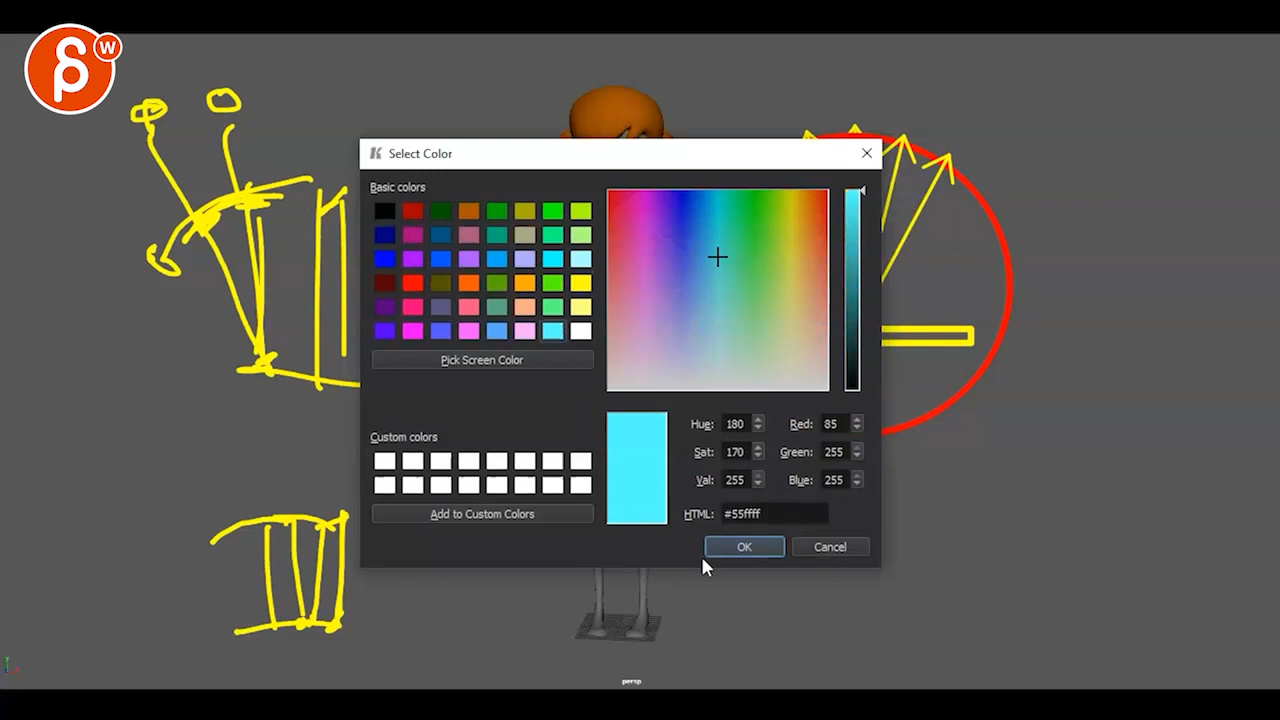 W
Select Color
Basic colors
Pick Screen Color
Custom colors
Add to Custom Colors
Hue: 180 Red: 85
Sat: 170 Green: 255
Val: 255 Blue: 255
HTML: #55ffff
OK Cancel
persp